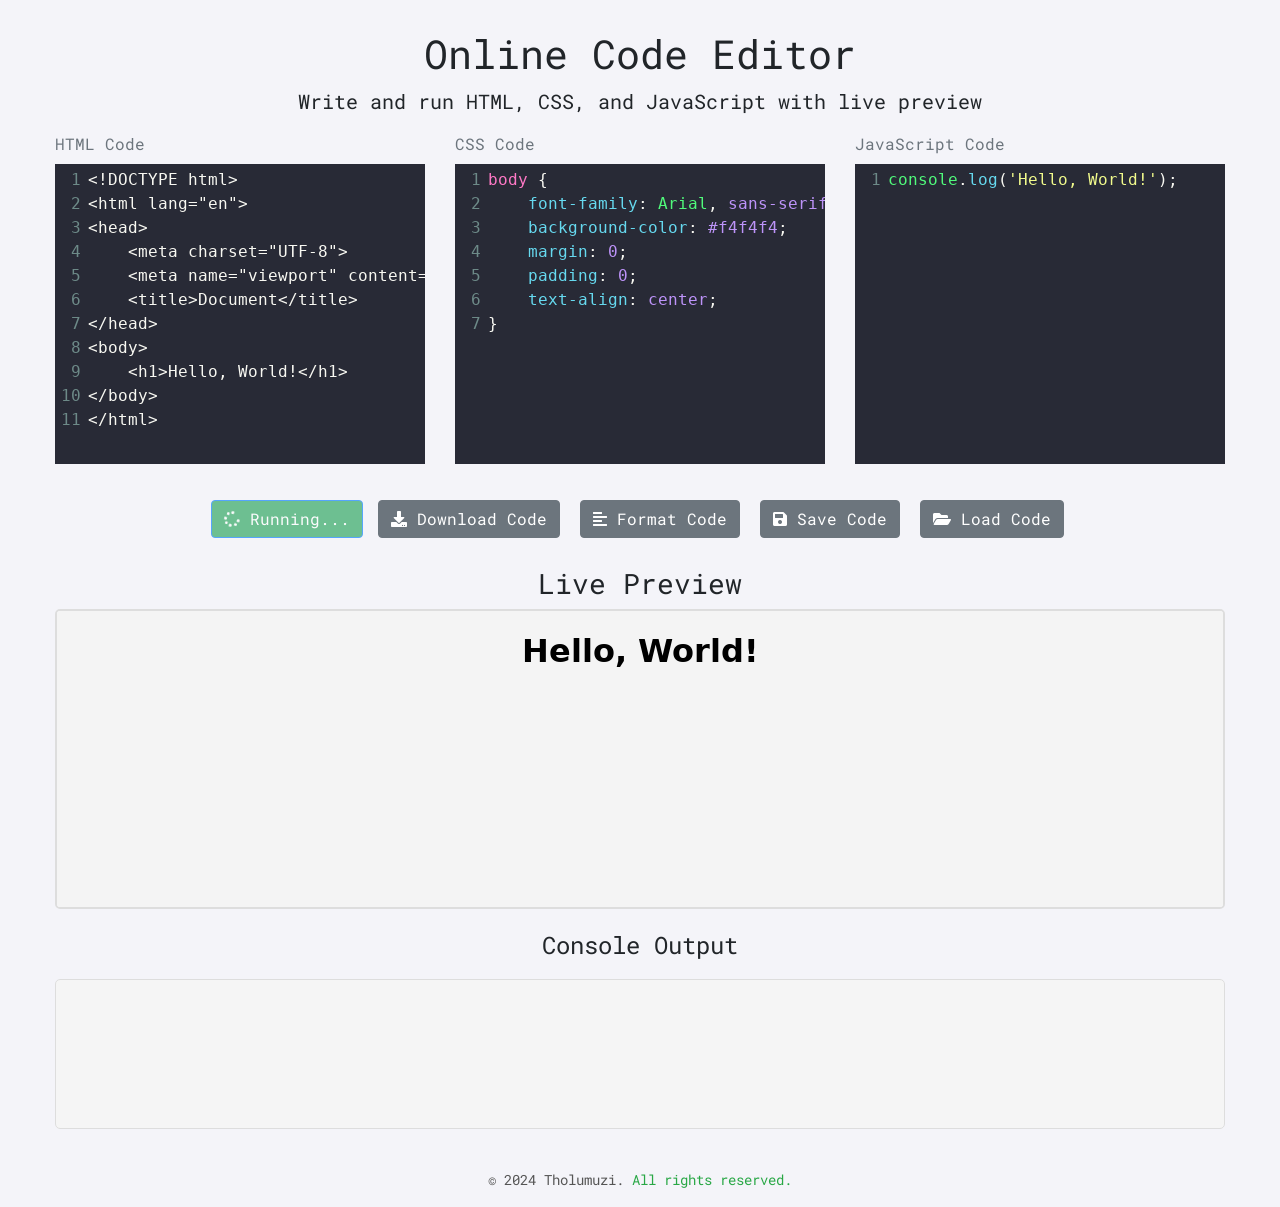 Online Code Editor
Write and run HTML, CSS, and JavaScript with live preview
HTML Code
1 <!DOCTYPE html>
2 <html lang="en">
3 <head>
4     <meta charset="UTF-8">
5     <meta name="viewport" content=
6     <title>Document</title>
7 </head>
8 <body>
9     <h1>Hello, World!</h1>
10 </body>
11 </html>
CSS Code
1 body {
2     font-family: Arial, sans-serif
3     background-color: #f4f4f4;
4     margin: 0;
5     padding: 0;
6     text-align: center;
7 }
JavaScript Code
1 console.log('Hello, World!');
Running... Download Code Format Code Save Code Load Code
Live Preview
Hello, World!
Console Output
© 2024 Tholumuzi. All rights reserved.